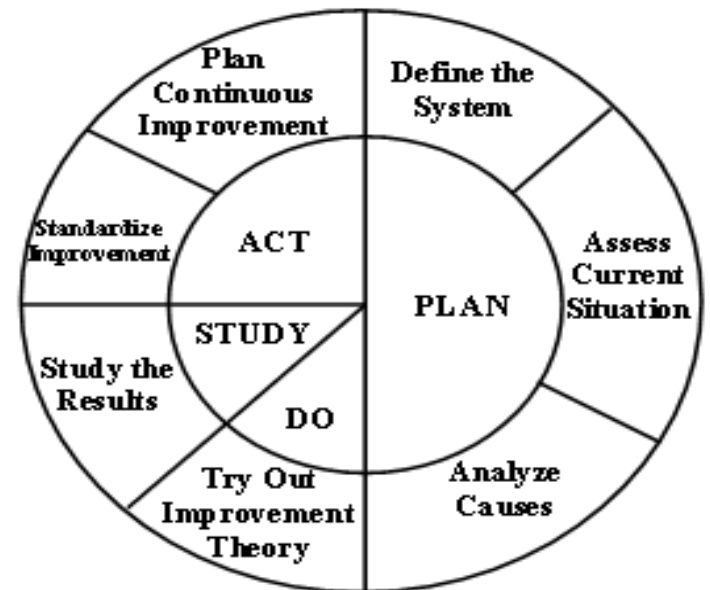 Plan
Continuous
Improvement
Define the
System
Standardize
Improvement
ACT
Assess
Current
Situation
PLAN
STUDY
Study the
Results
DO
Try Out
Improvement
Theory
Analyze
Causes